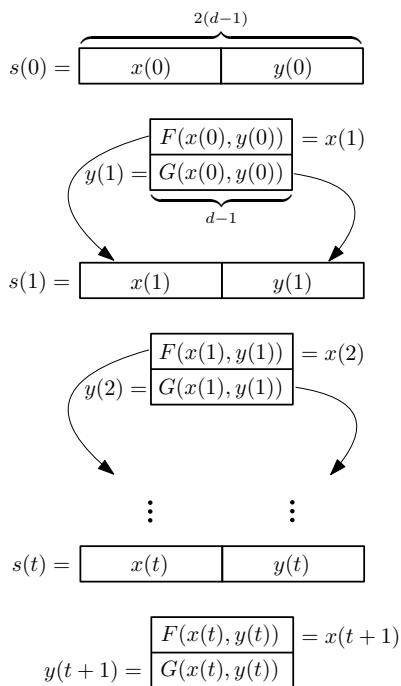 2(d−1)
s(0) = x(0) y(0)
F(x(0), y(0)) = x(1)
y(1) = G(x(0), y(0))
d−1
s(1) = x(1) y(1)
F(x(1), y(1)) = x(2)
y(2) = G(x(1), y(1))
⋮ ⋮
s(t) = x(t) y(t)
F(x(t), y(t)) = x(t + 1)
y(t + 1) = G(x(t), y(t))